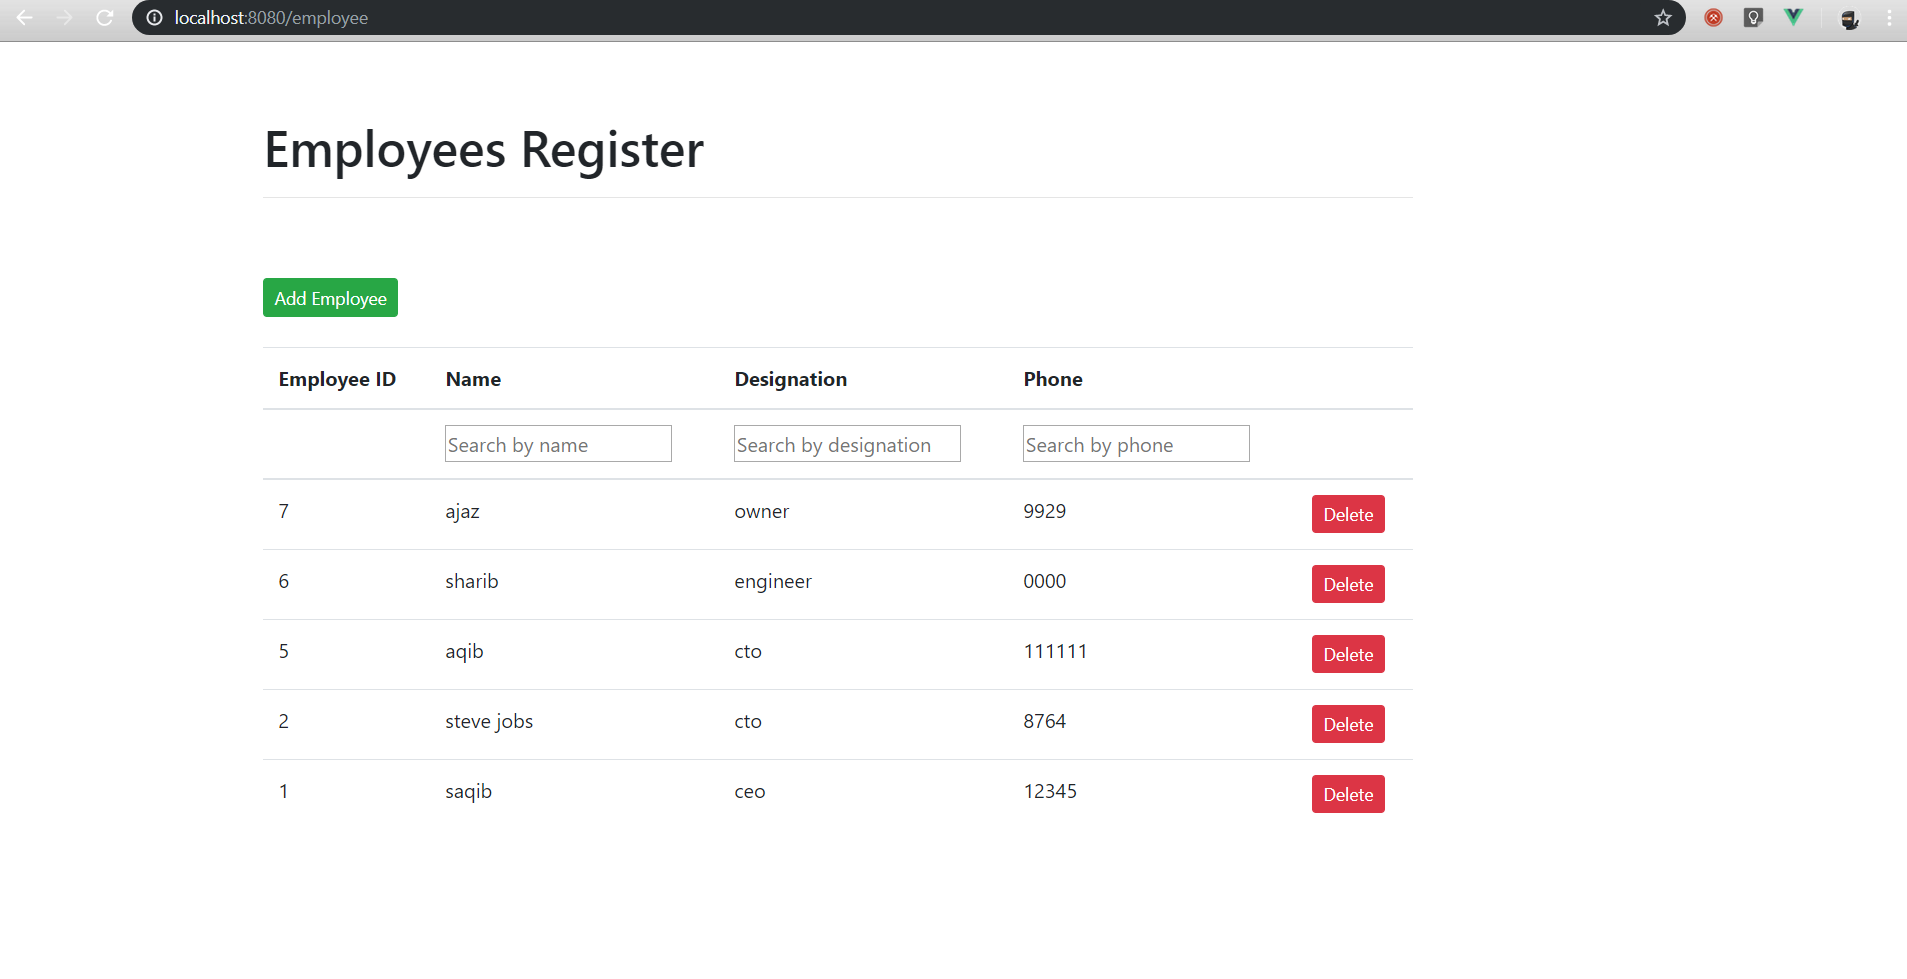 localhost:8080/employee
Employees Register
Add Employee
Employee ID Name Designation Phone
Search by name Search by designation Search by phone
7 ajaz owner 9929 Delete
6 sharib engineer 0000 Delete
5 aqib cto 111111 Delete
2 steve jobs cto 8764 Delete
1 saqib ceo 12345 Delete